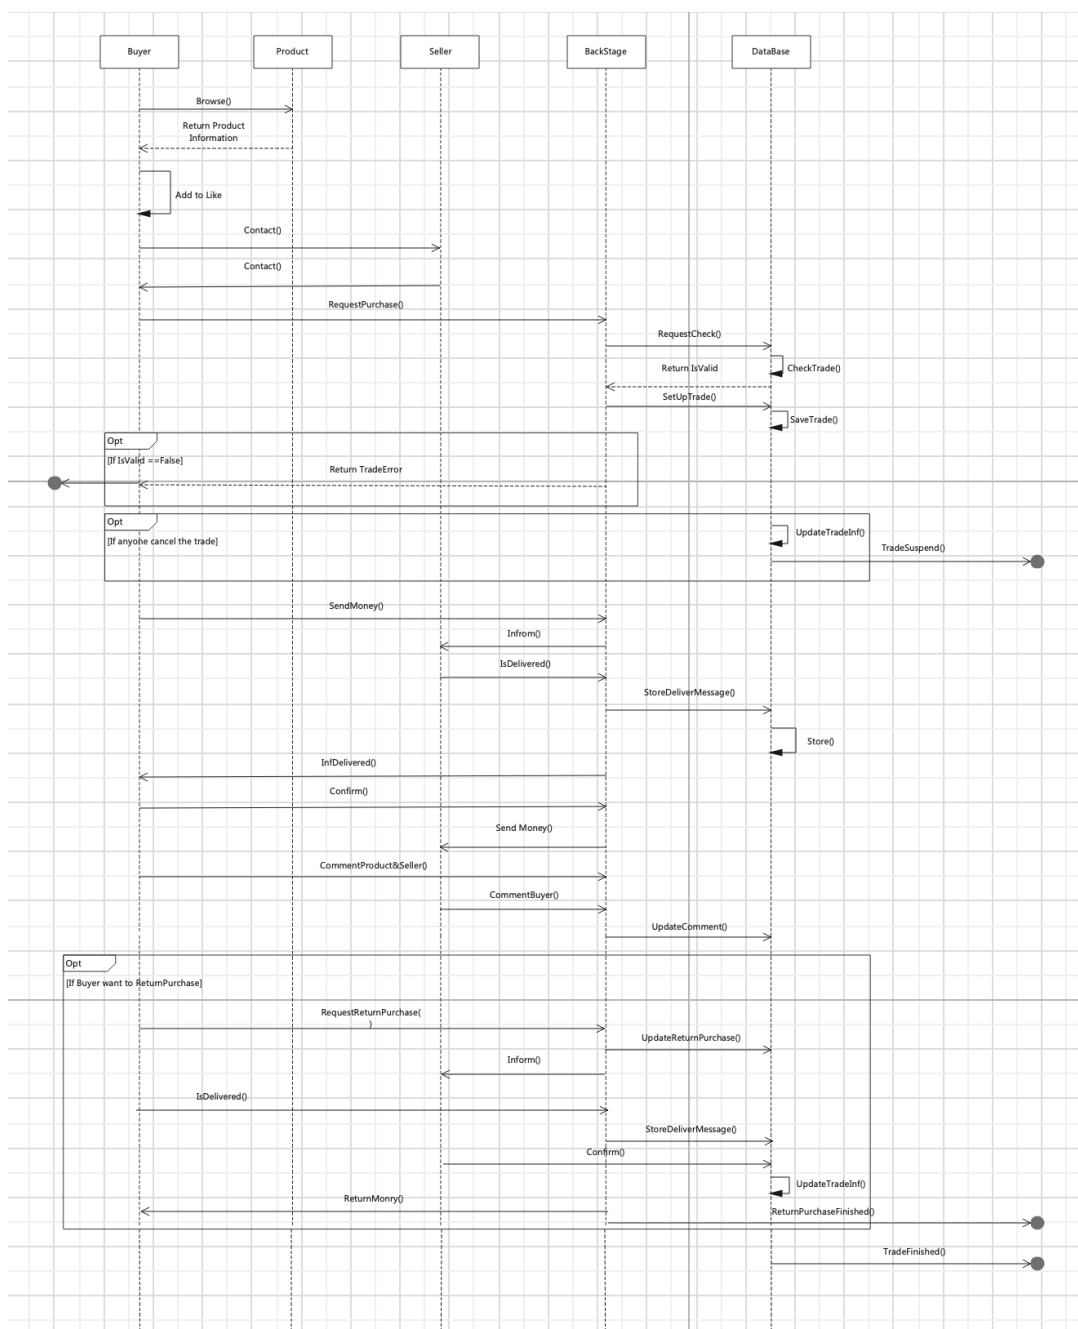 Buyer
Product
Seller
BackStage
DataBase
Browse()
Return Product
Information
Add to Like
Contact()
Contact()
RequestPurchase()
RequestCheck()
Return IsValid
CheckTrade()
SetUpTrade()
SaveTrade()
Opt
[If IsValid ==False]
Return TradeError
Opt
[If anyone cancel the trade]
UpdateTradeInf()
TradeSuspend()
SendMoney()
Infrom()
IsDelivered()
StoreDeliverMessage()
Store()
InfDelivered()
Confirm()
Send Money()
CommentProduct&Seller()
CommentBuyer()
UpdateComment()
Opt
[If Buyer want to ReturnPurchase]
RequestReturnPurchase(
)
UpdateReturnPurchase()
Inform()
IsDelivered()
StoreDeliverMessage()
Confirm()
UpdateTradeInf()
ReturnMonry()
ReturnPurchaseFinished()
TradeFinished()